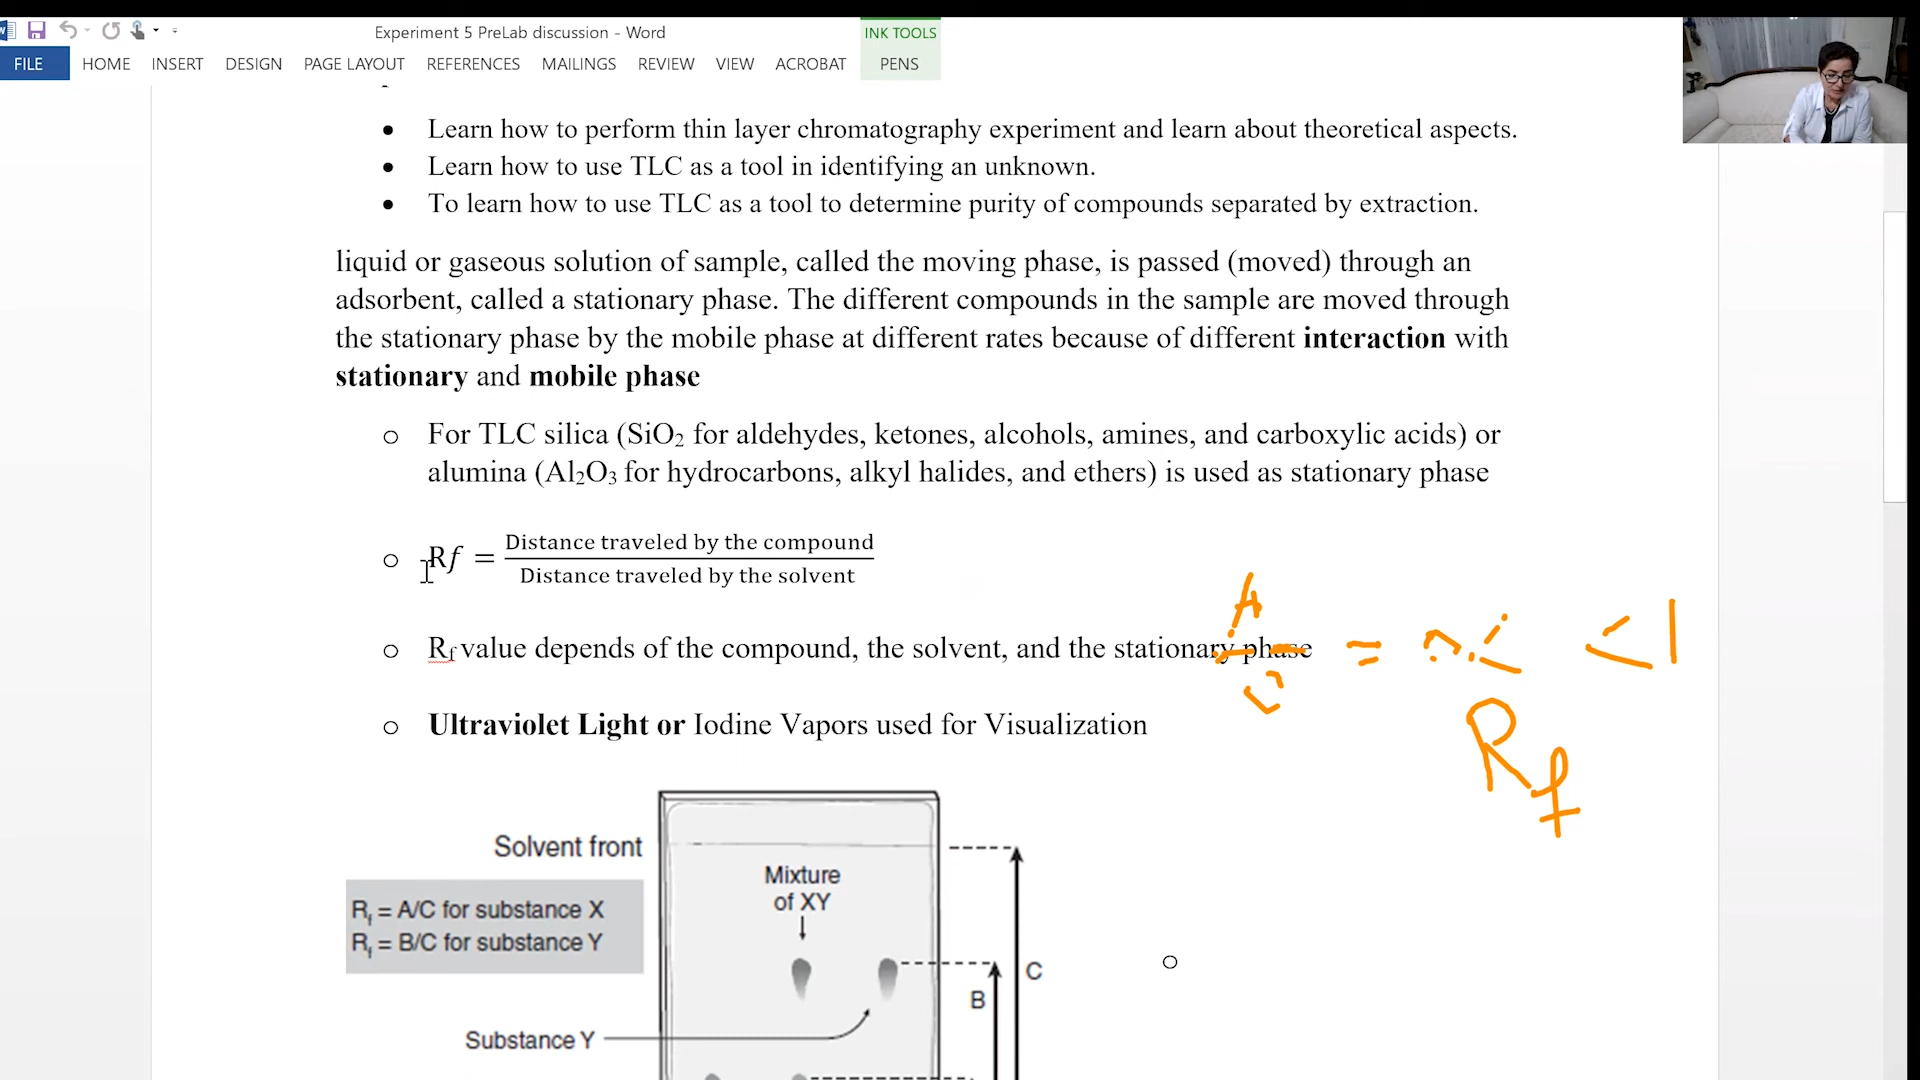 Experiment 5 PreLab discussion - Word
INK TOOLS
FILE HOME INSERT DESIGN PAGE LAYOUT REFERENCES MAILINGS REVIEW VIEW ACROBAT PENS
• Learn how to perform thin layer chromatography experiment and learn about theoretical aspects.
• Learn how to use TLC as a tool in identifying an unknown.
• To learn how to use TLC as a tool to determine purity of compounds separated by extraction.
liquid or gaseous solution of sample, called the moving phase, is passed (moved) through an
adsorbent, called a stationary phase. The different compounds in the sample are moved through
the stationary phase by the mobile phase at different rates because of different interaction with
stationary and mobile phase
o For TLC silica (SiO₂ for aldehydes, ketones, alcohols, amines, and carboxylic acids) or
alumina (Al₂O₃ for hydrocarbons, alkyl halides, and ethers) is used as stationary phase
Distance traveled by the compound
o Rf =
Distance traveled by the solvent
A
o Rf value depends of the compound, the solvent, and the stationary phase
= < 1
o Ultraviolet Light or Iodine Vapors used for Visualization
Rf
Solvent front
Mixture
of XY
Rf = A/C for substance X
Rf = B/C for substance Y
C
B
Substance Y